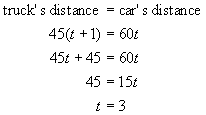 truck's distance = car's distance
45(t + 1) = 60t
45t + 45 = 60t
45 = 15t
t = 3